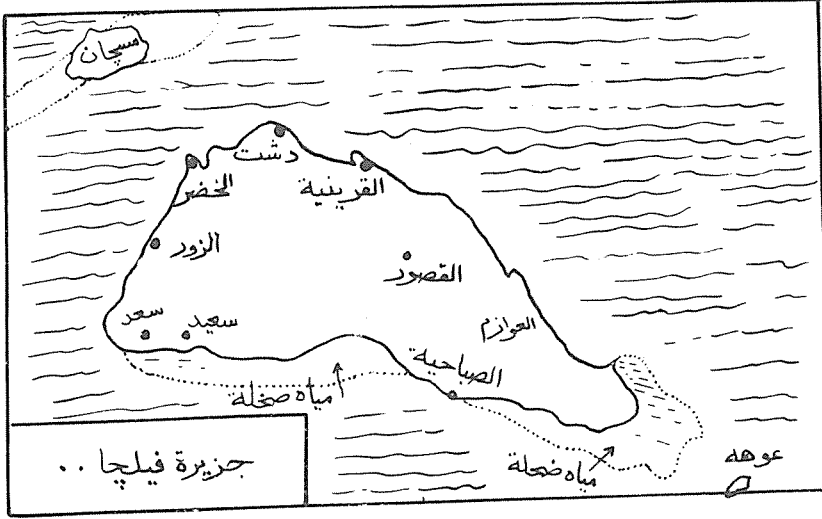 مسچان
دشت
الخضر
القرينية
الزور
القصور
سعد
سعيد
العوازم
الصباحية
مياه ضحلة
مياه ضحلة
عوهه
جزيرة فيلچا ..